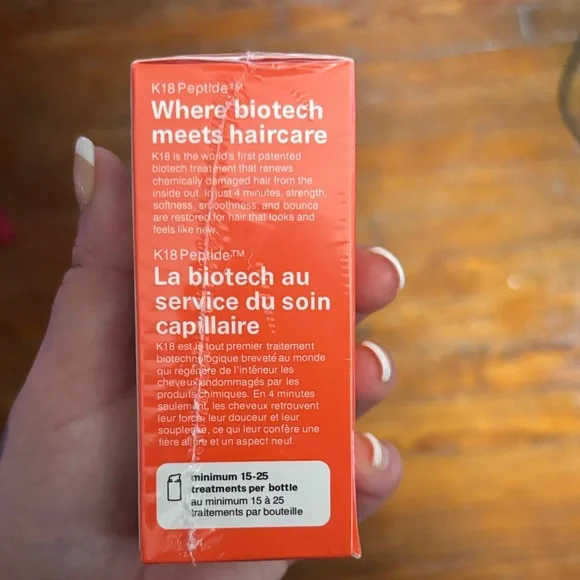 K18 Peptide™
Where biotech
meets haircare
K18 is the world's first patented
biotech treatment that renews
chemically damaged hair from the
inside out. In just 4 minutes, strength,
softness, smoothness, and bounce
are restored for hair that looks and
feels like new.
K18 Peptide™
La biotech au
service du soin
capillaire
K18 est le tout premier traitement
biotechnologique breveté au monde
qui régénère de l'intérieur les
cheveux endommagés par les
produits chimiques. En 4 minutes
seulement, les cheveux retrouvent
leur force, leur douceur et leur
souplesse, ce qui leur confère une
fière allure et un aspect neuf.
minimum 15-25
treatments per bottle
au minimum 15 à 25
traitements par bouteille